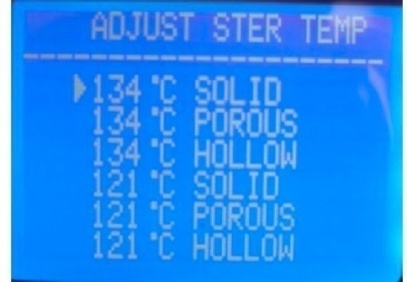 ADJUST STER TEMP
134 °C SOLID
134 °C POROUS
134 °C HOLLOW
121 °C SOLID
121 °C POROUS
121 °C HOLLOW